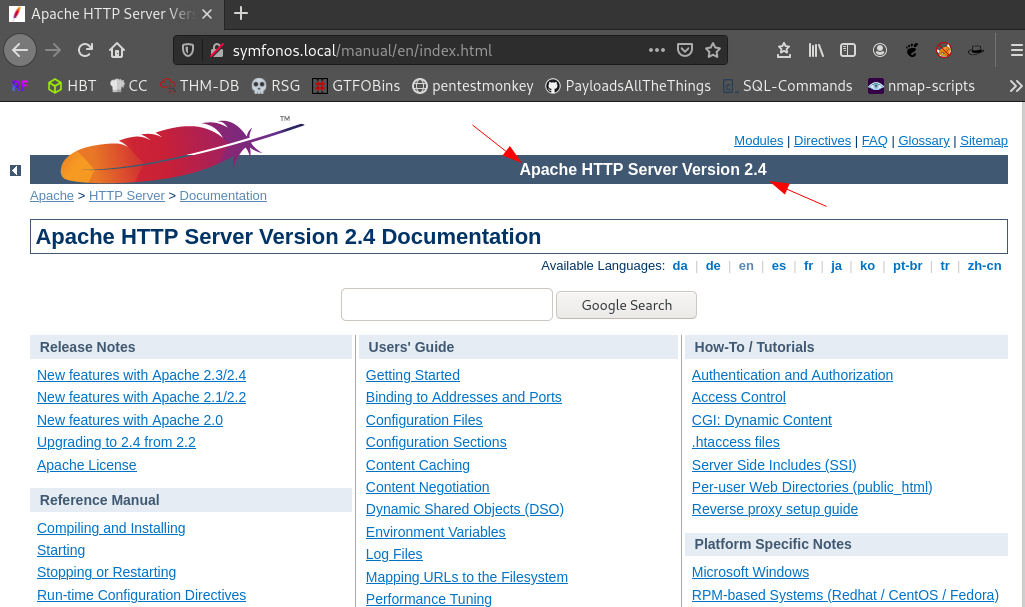 Apache HTTP Server Vers
symfonos.local/manual/en/index.html
HBT CC THM-DB RSG GTFOBins pentestmonkey PayloadsAllTheThings SQL-Commands nmap-scripts
TM
Modules | Directives | FAQ | Glossary | Sitemap
Apache HTTP Server Version 2.4
Apache > HTTP Server > Documentation
Apache HTTP Server Version 2.4 Documentation
Available Languages: da | de | en | es | fr | ja | ko | pt-br | tr | zh-cn
Google Search
Release Notes
New features with Apache 2.3/2.4
New features with Apache 2.1/2.2
New features with Apache 2.0
Upgrading to 2.4 from 2.2
Apache License
Reference Manual
Compiling and Installing
Starting
Stopping or Restarting
Run-time Configuration Directives
Users' Guide
Getting Started
Binding to Addresses and Ports
Configuration Files
Configuration Sections
Content Caching
Content Negotiation
Dynamic Shared Objects (DSO)
Environment Variables
Log Files
Mapping URLs to the Filesystem
Performance Tuning
How-To / Tutorials
Authentication and Authorization
Access Control
CGI: Dynamic Content
.htaccess files
Server Side Includes (SSI)
Per-user Web Directories (public_html)
Reverse proxy setup guide
Platform Specific Notes
Microsoft Windows
RPM-based Systems (Redhat / CentOS / Fedora)